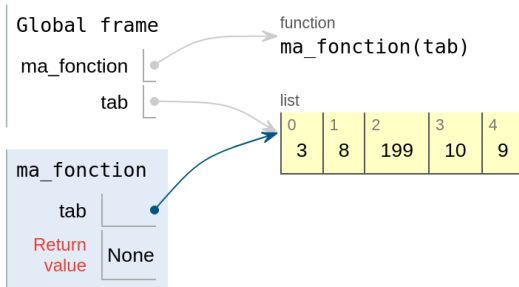 Global frame
ma_fonction
tab
function
ma_fonction(tab)
list
0 1 2 3 4
3 8 199 10 9
ma_fonction
tab
Return
value
None